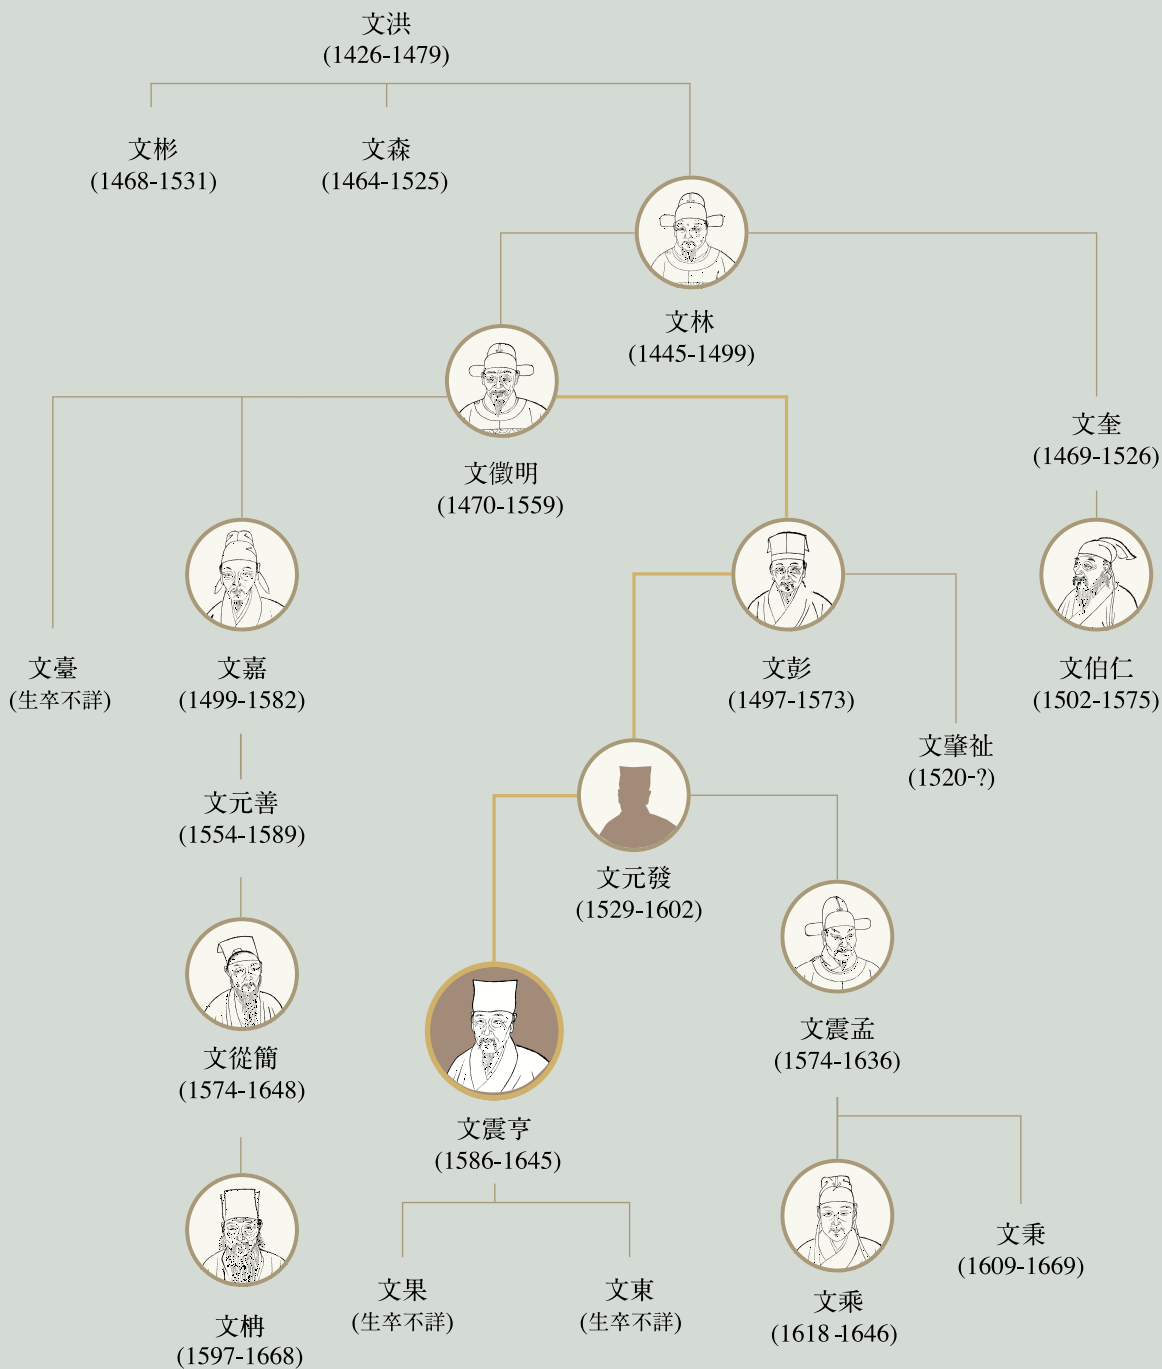 文洪
(1426-1479)
文彬
(1468-1531)
文森
(1464-1525)
文林
(1445-1499)
文徵明
(1470-1559)
文奎
(1469-1526)
文臺
(生卒不詳)
文嘉
(1499-1582)
文彭
(1497-1573)
文伯仁
(1502-1575)
文肇祉
(1520-?)
文元善
(1554-1589)
文元發
(1529-1602)
文從簡
(1574-1648)
文震亨
(1586-1645)
文震孟
(1574-1636)
文柟
(1597-1668)
文果
(生卒不詳)
文東
(生卒不詳)
文乘
(1618-1646)
文秉
(1609-1669)